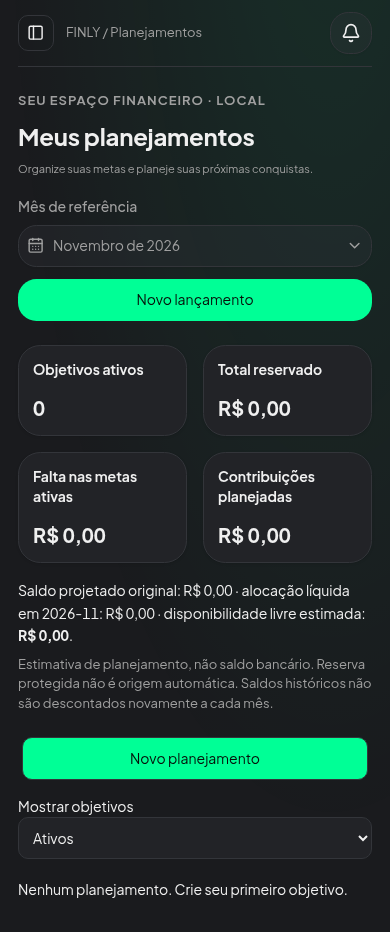 FINLY / Planejamentos
SEU ESPAÇO FINANCEIRO · LOCAL
Meus planejamentos
Organize suas metas e planeje suas próximas conquistas.
Mês de referência
Novembro de 2026
Novo lançamento
Objetivos ativos
0
Total reservado
R$ 0,00
Falta nas metas
ativas
R$ 0,00
Contribuições
planejadas
R$ 0,00
Saldo projetado original: R$ 0,00 · alocação líquida
em 2026-11: R$ 0,00 · disponibilidade livre estimada:
R$ 0,00.
Estimativa de planejamento, não saldo bancário. Reserva
protegida não é origem automática. Saldos históricos não
são descontados novamente a cada mês.
Novo planejamento
Mostrar objetivos
Ativos
Nenhum planejamento. Crie seu primeiro objetivo.